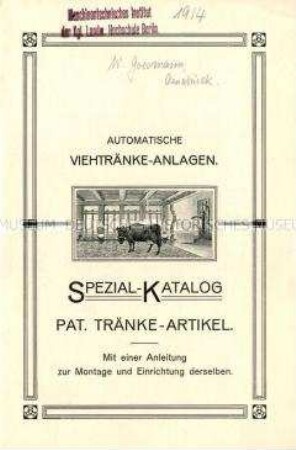 Maschinentechnisches Institut
der Kgl. Landw. Hochschule Berlin
1914
AUTOMATISCHE
VIEHTRÄNKE-ANLAGEN.
SPEZIAL-KATALOG
PAT. TRÄNKE-ARTIKEL.
Mit einer Anleitung
zur Montage und Einrichtung derselben.